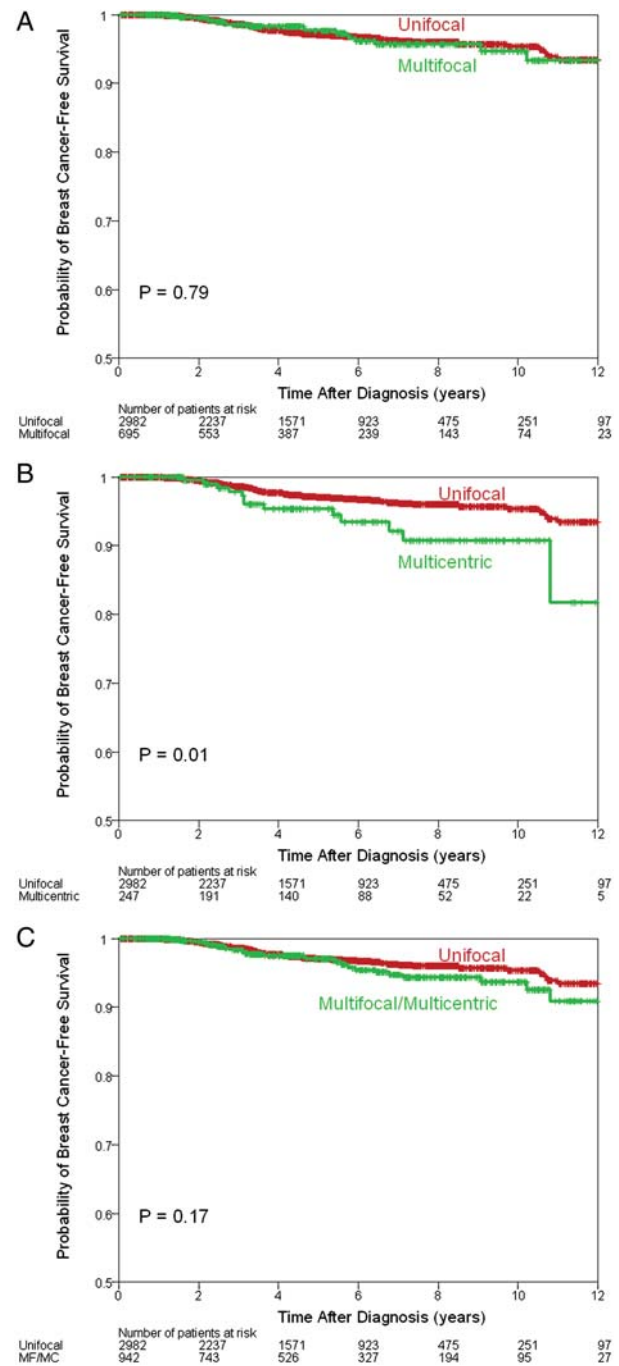 A
Probability of Breast Cancer-Free Survival
1
0.9
0.8
0.7
0.6
0.5
Unifocal
Multifocal
P = 0.79
0 2 4 6 8 10 12
Time After Diagnosis (years)
Number of patients at risk
Unifocal 2982 2237 1571 923 475 251 97
Multifocal 695 553 387 239 143 74 23
B
Probability of Breast Cancer-Free Survival
1
0.9
0.8
0.7
0.6
0.5
Unifocal
Multicentric
P = 0.01
0 2 4 6 8 10 12
Time After Diagnosis (years)
Number of patients at risk
Unifocal 2982 2237 1571 923 475 251 97
Multicentric 247 191 140 88 52 22 5
C
Probability of Breast Cancer-Free Survival
1
0.9
0.8
0.7
0.6
0.5
Unifocal
Multifocal/Multicentric
P = 0.17
0 2 4 6 8 10 12
Time After Diagnosis (years)
Number of patients at risk
Unifocal 2982 2237 1571 923 475 251 97
MF/MC 942 743 526 327 194 95 27